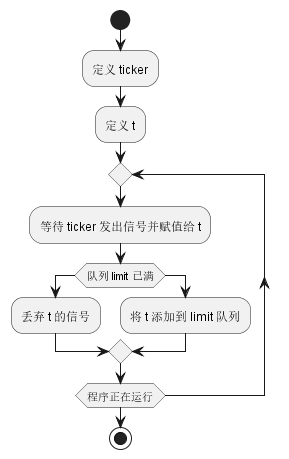 定义 ticker
定义 t
等待 ticker 发出信号并赋值给 t
队列 limit 已满
丢弃 t 的信号
将 t 添加到 limit 队列
程序正在运行